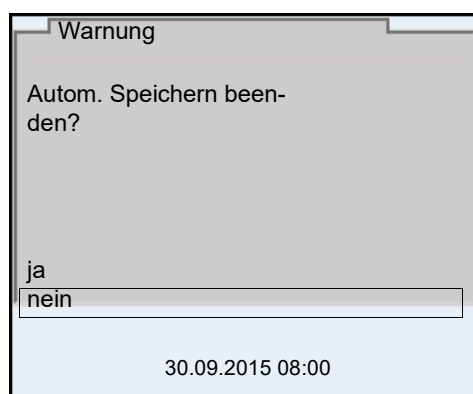 Warnung
Autom. Speichern been-
den?
ja
nein
30.09.2015 08:00